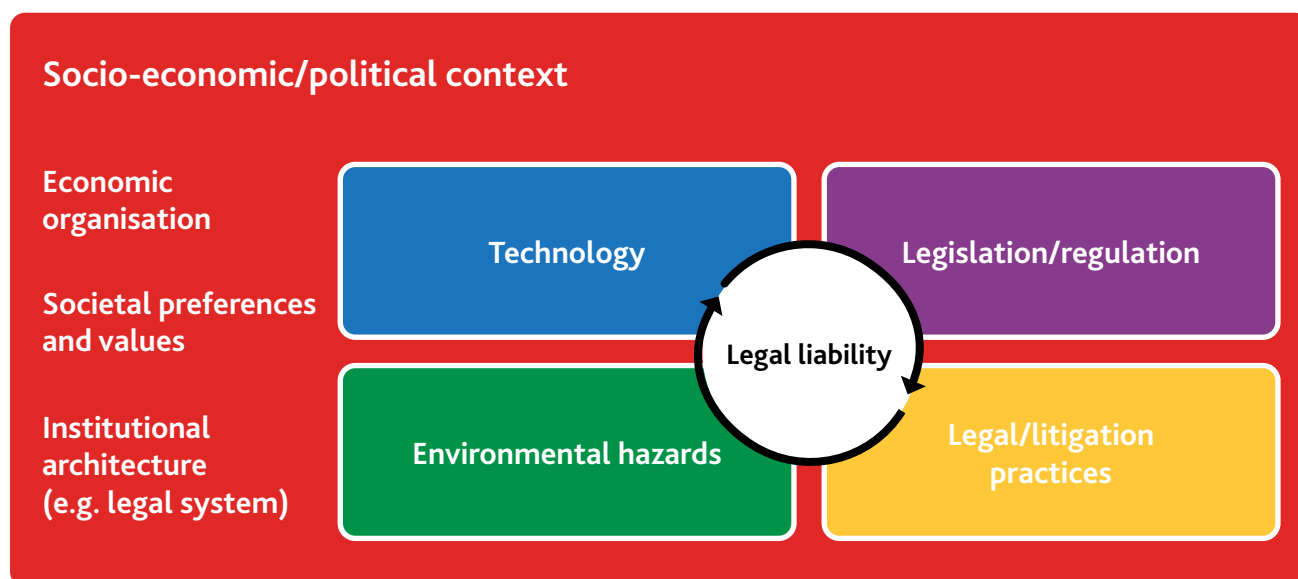 Socio-economic/political context
Economic
organisation
Societal preferences
and values
Institutional
architecture
(e.g. legal system)
Technology
Legislation/regulation
Legal liability
Environmental hazards
Legal/litigation
practices